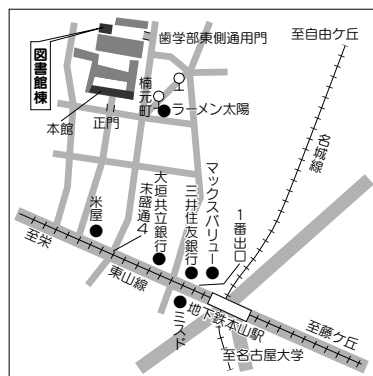 図書館棟
歯学部東側通用門
至自由ケ丘
楠元町
ラーメン太陽
本館
正門
名城線
米屋
末盛通4
大垣共立銀行
三井住友銀行
マックスバリュー
1番出口
至栄
東山線
ミスド
地下鉄本山駅
至藤ケ丘
至名古屋大学